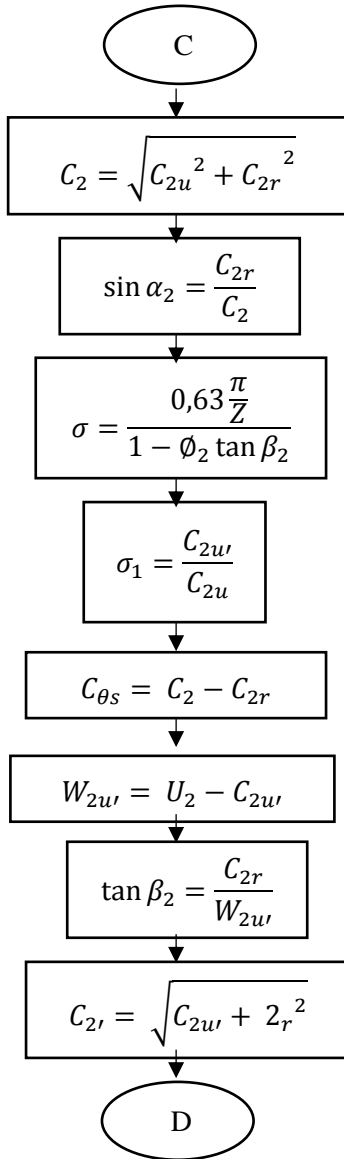 C
C₂ = √(C₂ᵤ² + C₂ᵣ²)
sin α₂ = C₂ᵣ / C₂
σ = (0,63 π/Z) / (1 − ∅₂ tan β₂)
σ₁ = C₂ᵤ′ / C₂ᵤ
C_θs = C₂ − C₂ᵣ
W₂ᵤ′ = U₂ − C₂ᵤ′
tan β₂ = C₂ᵣ / W₂ᵤ′
C₂′ = √(C₂ᵤ′ + 2ᵣ²)
D